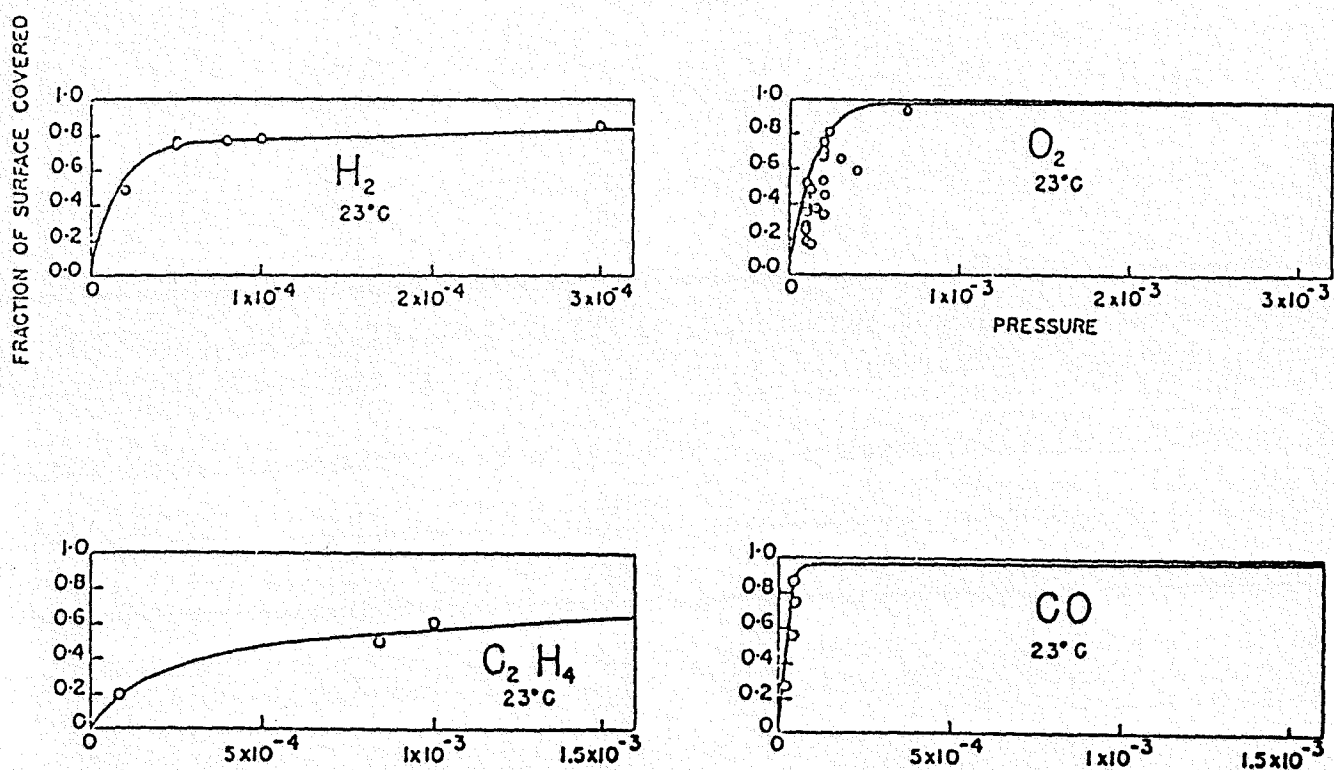 FRACTION OF SURFACE COVERED
1·0
0·8
0·6
0·4
0·2
0·0
H₂
23°C
0
1x10⁻⁴
2x10⁻⁴
3x10⁻⁴
1·0
0·8
0·6
0·4
0·2
0·0
O₂
23°C
0
1x10⁻³
2x10⁻³
3x10⁻³
PRESSURE
1·0
0·8
0·6
0·4
0·2
0
C₂ H₄
23°C
0
5x10⁻⁴
1x10⁻³
1.5x10⁻³
1·0
0·8
0·6
0·4
0·2
0
CO
23°C
0
5x10⁻⁴
1x10⁻³
1.5x10⁻³